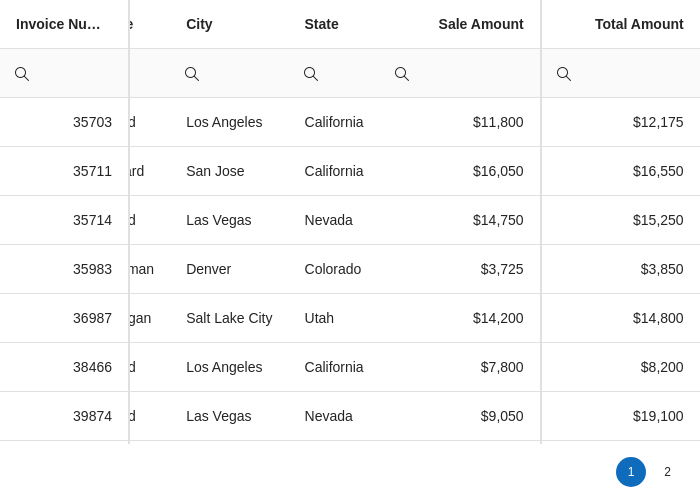 Invoice Nu... City State Sale Amount Total Amount
35703 Los Angeles California $11,800 $12,175
35711 San Jose California $16,050 $16,550
35714 Las Vegas Nevada $14,750 $15,250
35983 Denver Colorado $3,725 $3,850
36987 Salt Lake City Utah $14,200 $14,800
38466 Los Angeles California $7,800 $8,200
39874 Las Vegas Nevada $9,050 $19,100
1 2